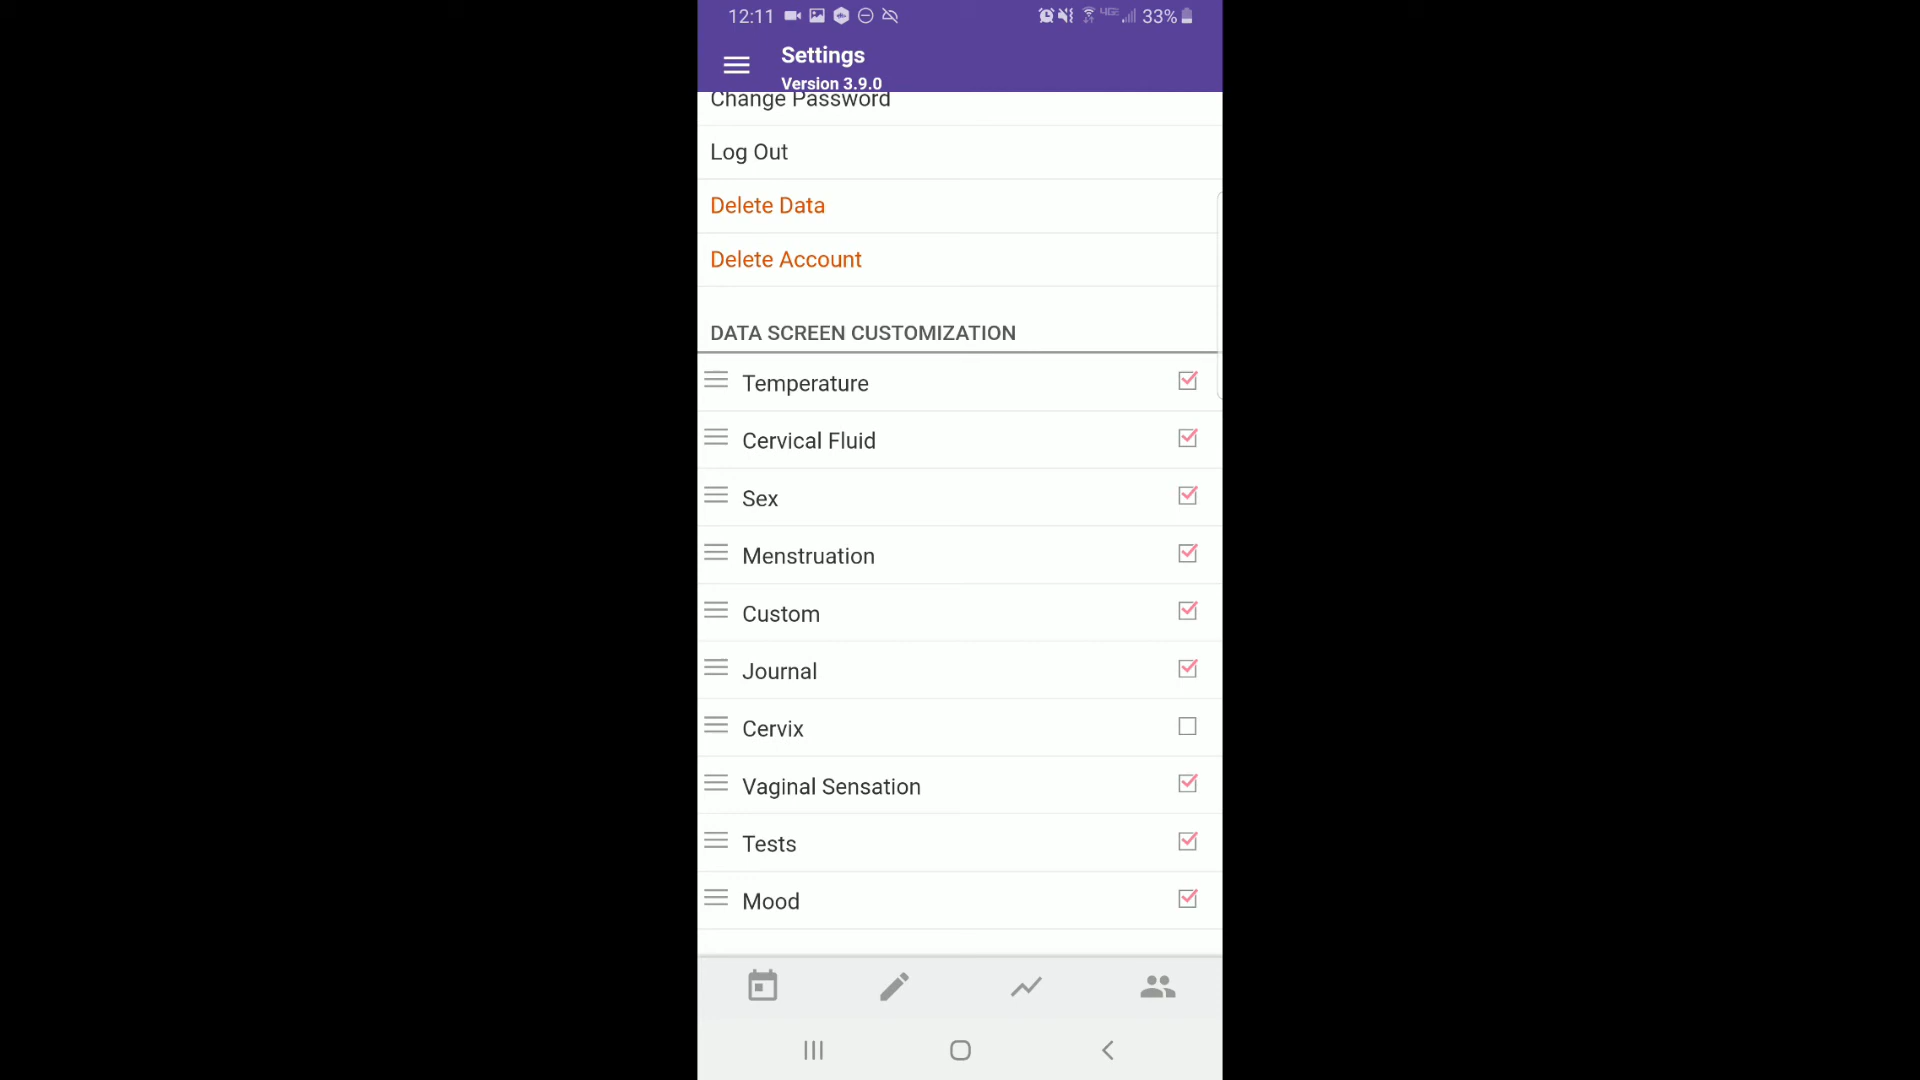 12:11
33%
Settings
Version 3.9.0
Change Password
Log Out
Delete Data
Delete Account
DATA SCREEN CUSTOMIZATION
Temperature
Cervical Fluid
Sex
Menstruation
Custom
Journal
Cervix
Vaginal Sensation
Tests
Mood